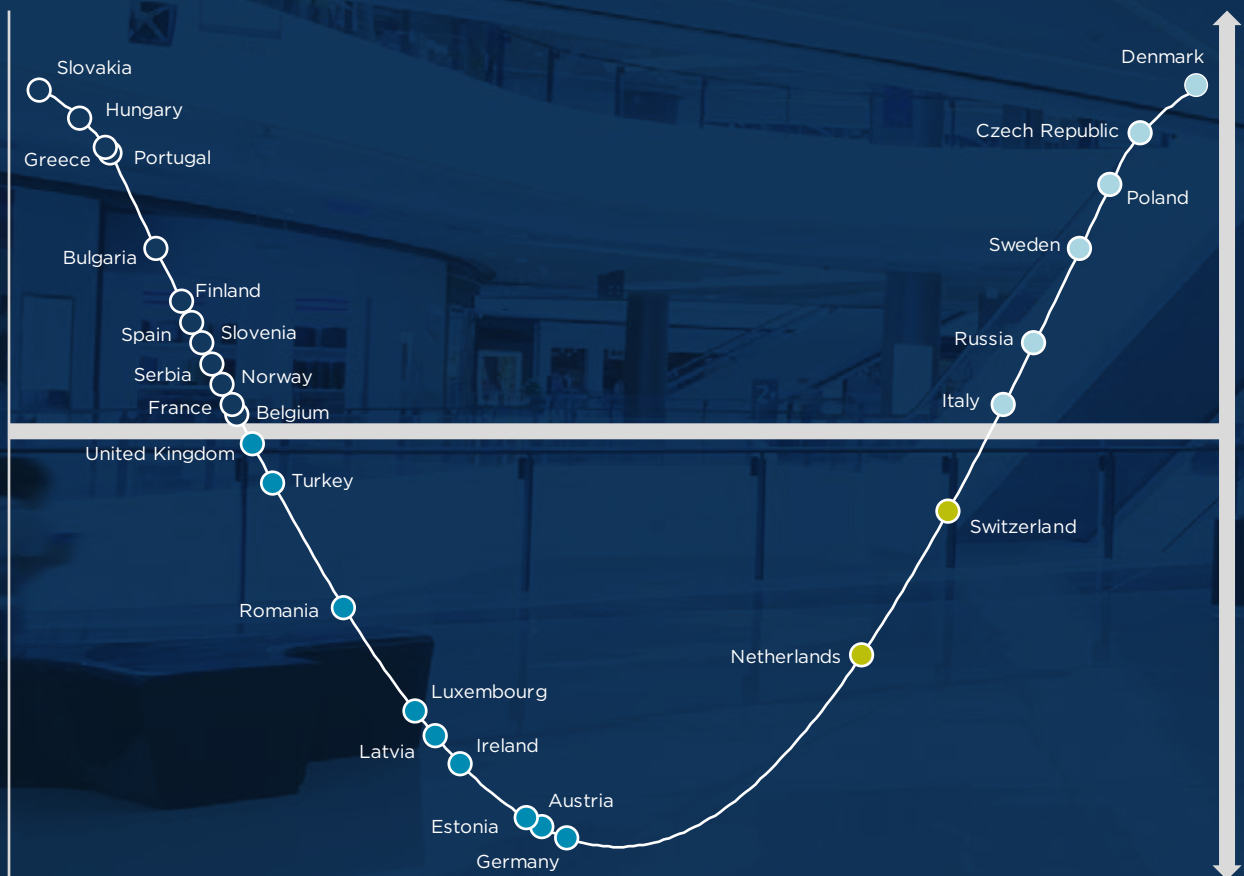 Slovakia
Hungary
Greece
Portugal
Bulgaria
Finland
Spain
Slovenia
Serbia
Norway
France
Belgium
United Kingdom
Turkey
Romania
Luxembourg
Latvia
Ireland
Austria
Estonia
Germany
Netherlands
Switzerland
Italy
Russia
Sweden
Poland
Czech Republic
Denmark